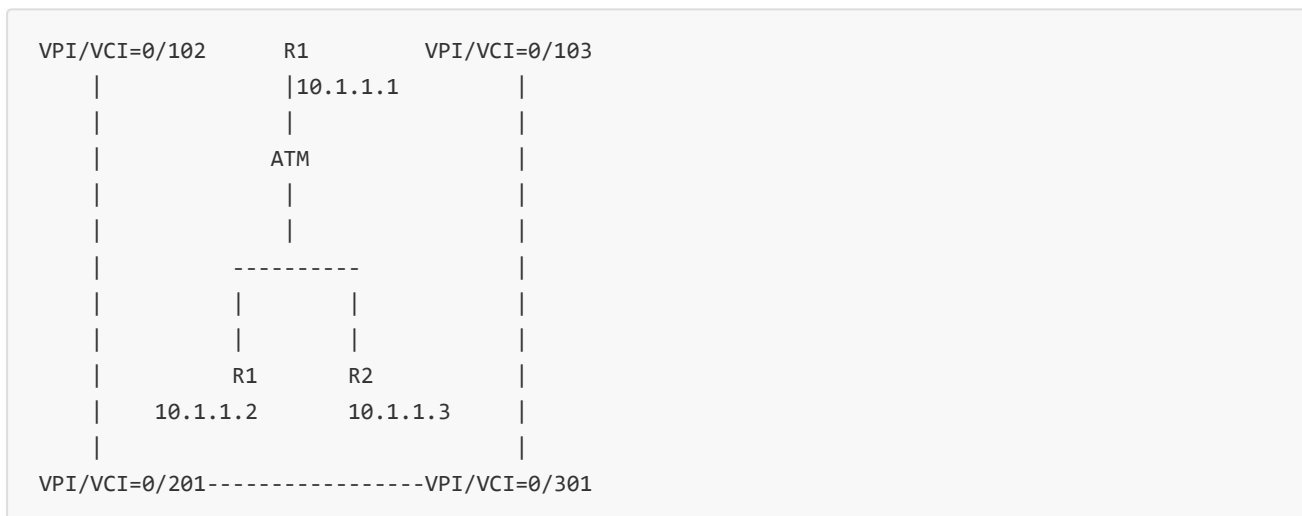 VPI/VCI=0/102 R1 VPI/VCI=0/103
| |10.1.1.1 |
| | |
| ATM |
| | |
| | |
| ---------- |
| | | |
| | | |
| R1 R2 |
| 10.1.1.2 10.1.1.3 |
| |
VPI/VCI=0/201-----------------VPI/VCI=0/301